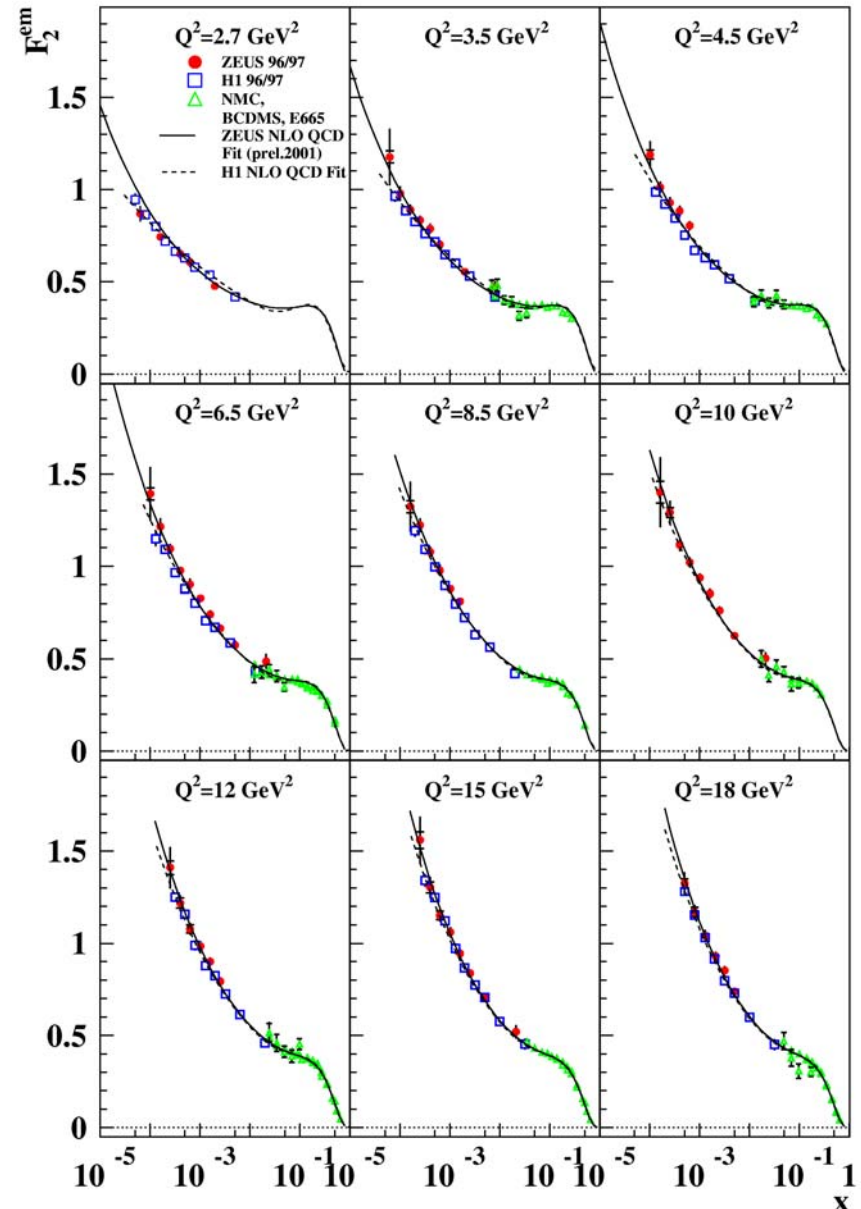 F₂ᵉᵐ
Q²=2.7 GeV²
ZEUS 96/97
H1 96/97
NMC,
BCDMS, E665
ZEUS NLO QCD
Fit (prel.2001)
H1 NLO QCD Fit
Q²=3.5 GeV²
Q²=4.5 GeV²
1.5
1
0.5
0
Q²=6.5 GeV²
Q²=8.5 GeV²
Q²=10 GeV²
1.5
1
0.5
0
Q²=12 GeV²
Q²=15 GeV²
Q²=18 GeV²
1.5
1
0.5
0
-5 -3 -1 -5 -3 -1 -5 -3 -1
10 10 10 10 10 10 10 10 10 10 1
x